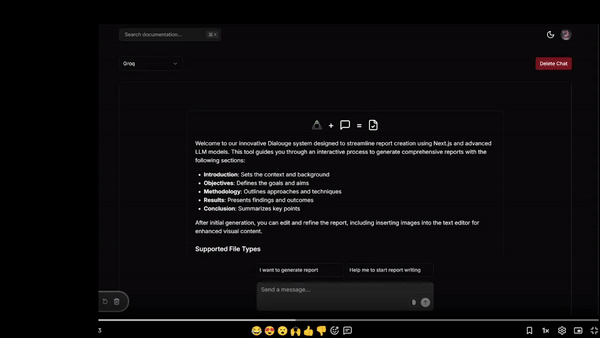 Search documentation...
⌘K
Groq
Delete Chat
+ =
Welcome to our innovative Dialouge system designed to streamline report creation using Next.js and advanced
LLM models. This tool guides you through an interactive process to generate comprehensive reports with the
following sections:
• Introduction: Sets the context and background
• Objectives: Defines the goals and aims
• Methodology: Outlines approaches and techniques
• Results: Presents findings and outcomes
• Conclusion: Summarizes key points
After initial generation, you can edit and refine the report, including inserting images into the text editor for
enhanced visual content.
Supported File Types
I want to generate report
Help me to start report writing
Send a message...
3
1x